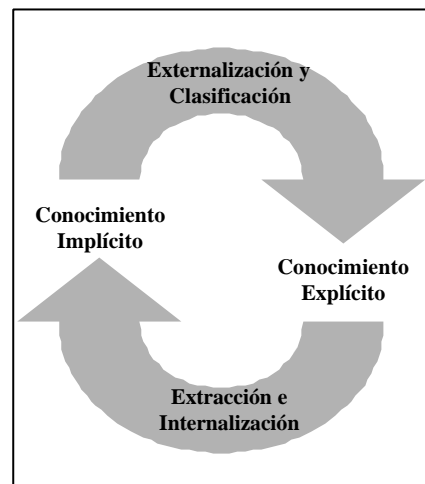 Externalización y
Clasificación
Conocimiento
Implícito
Conocimiento
Explícito
Extracción e
Internalización